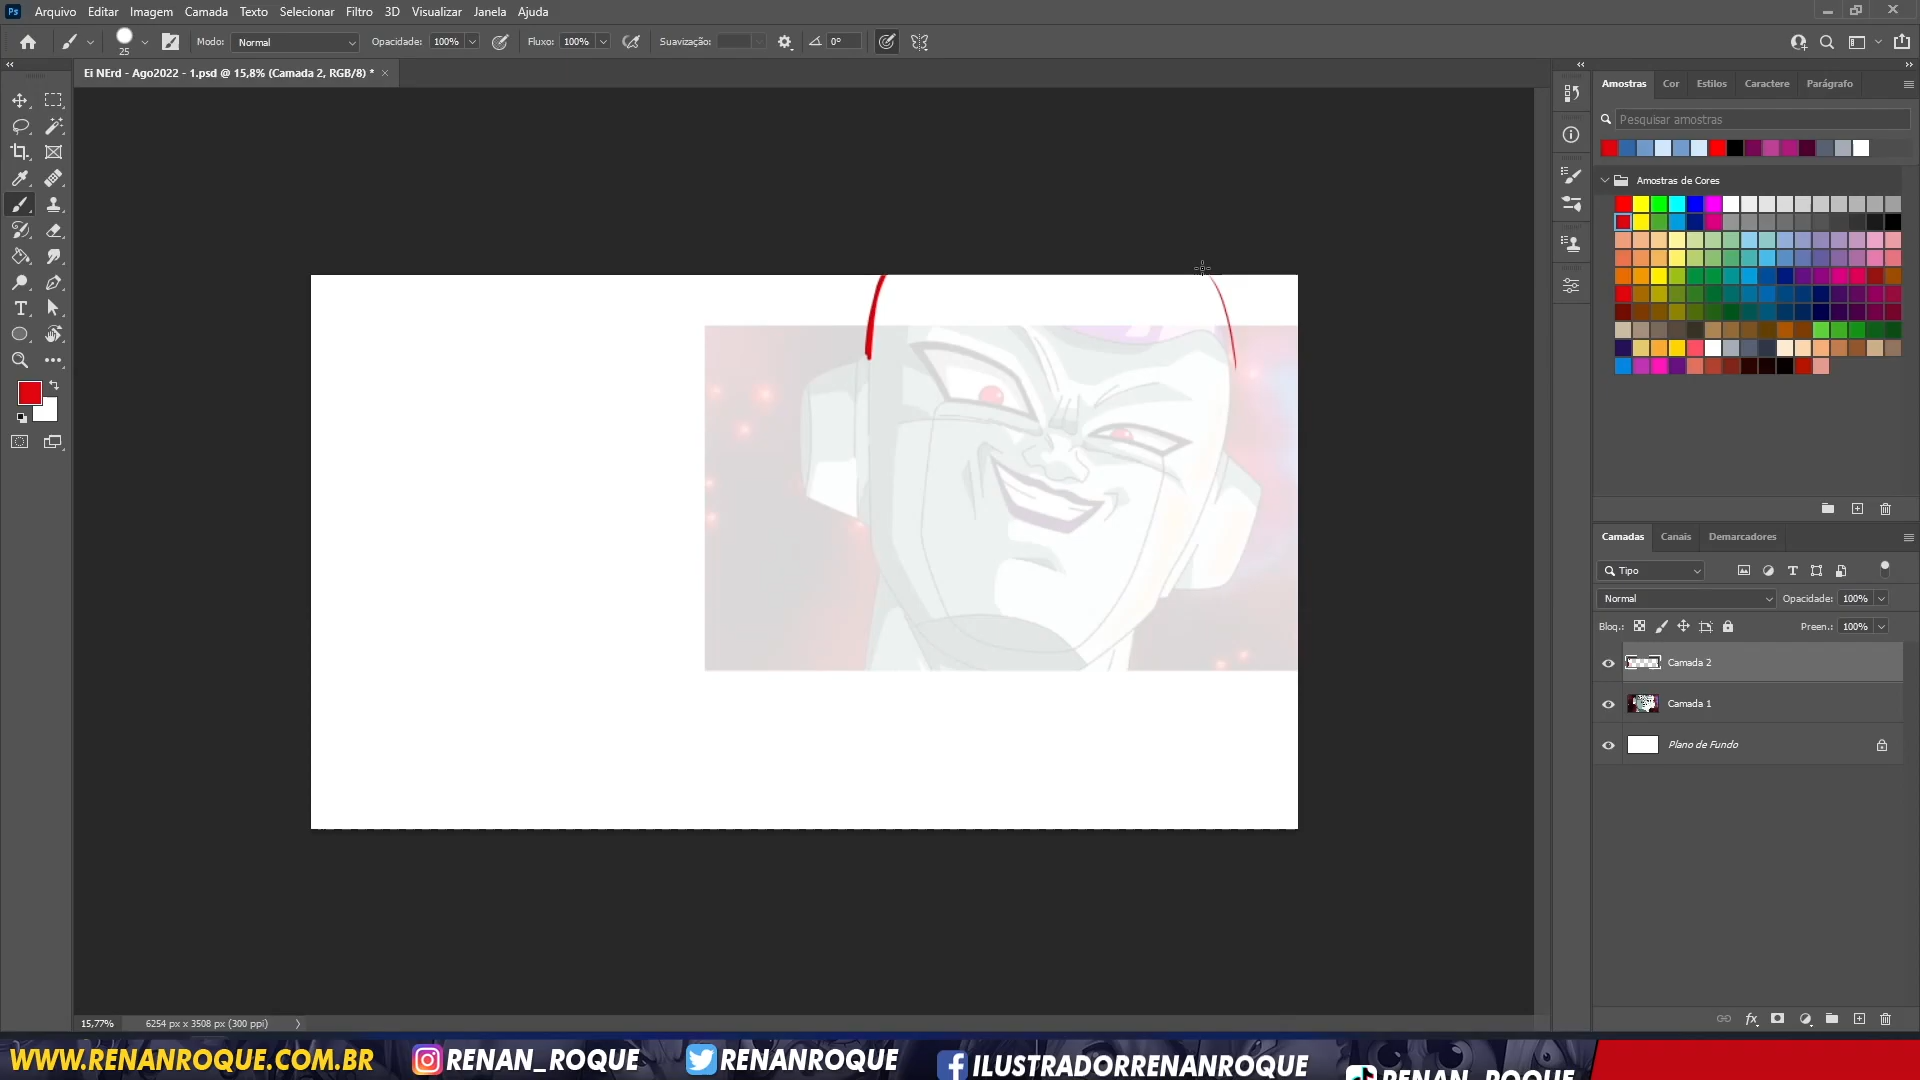 Ps Arquivo Editar Imagem Camada Texto Selecionar Filtro 3D Visualizar Janela Ajuda
25 Modo: Normal Opacidade: 100% Fluxo: 100% Suavização: 0°
Ei NErd - Ago2022 - 1.psd @ 15,8% (Camada 2, RGB/8) *
Amostras Cor Estilos Caractere Parágrafo
Pesquisar amostras
Amostras de Cores
Camadas Canais Demarcadores
Tipo
Normal Opacidade: 100%
Bloq.: Preen.: 100%
Camada 2
Camada 1
Plano de Fundo
15,77% 6254 px x 3508 px (300 ppi)
WWW.RENANROQUE.COM.BR RENAN_ROQUE RENANROQUE ILUSTRADORRENANROQUE RENAN_ROQUE